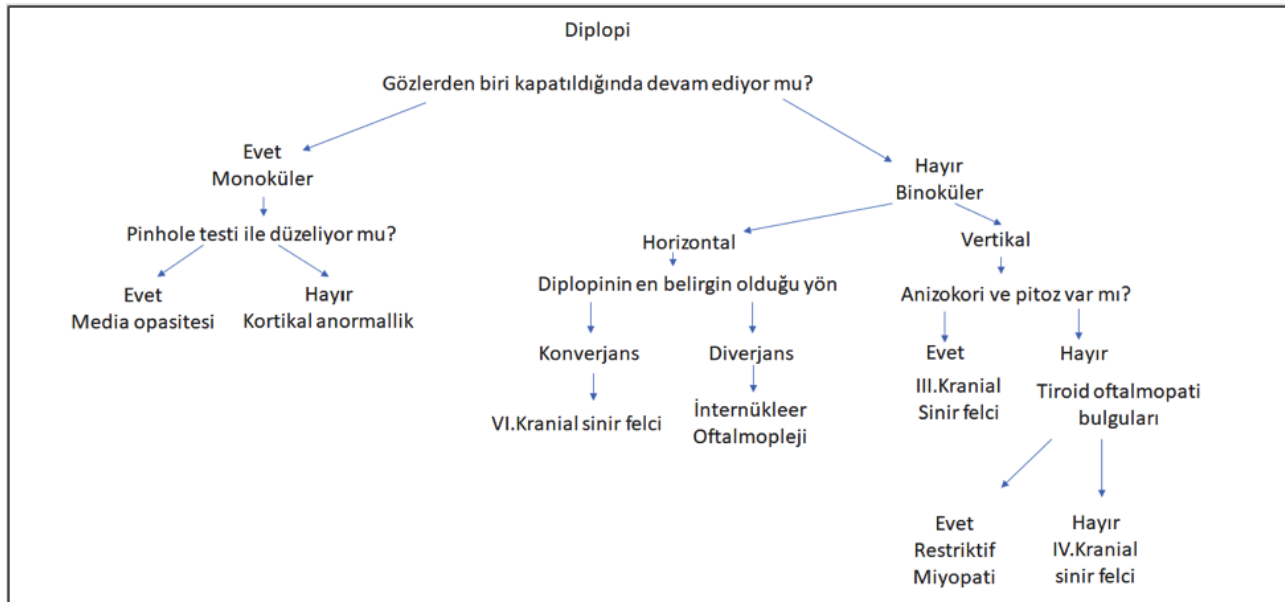 Diplopi
Gözlerden biri kapatıldığında devam ediyor mu?
Evet
Monoküler
Hayır
Binoküler
Pinhole testi ile düzeliyor mu?
Evet
Media opasitesi
Hayır
Kortikal anormallik
Horizontal
Vertikal
Diplopinin en belirgin olduğu yön
Anizokori ve pitoz var mı?
Konverjans
Diverjans
VI.Kranial sinir felci
İnternükleer
Oftalmopleji
Evet
III.Kranial
Sinir felci
Hayır
Tiroid oftalmopati
bulguları
Evet
Restriktif
Miyopati
Hayır
IV.Kranial
sinir felci